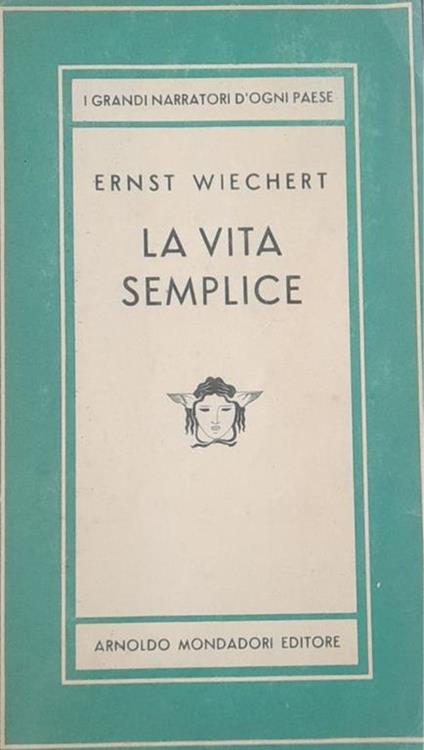 I GRANDI NARRATORI D'OGNI PAESE
ERNST WIECHERT
LA VITA
SEMPLICE
ARNOLDO MONDADORI EDITORE